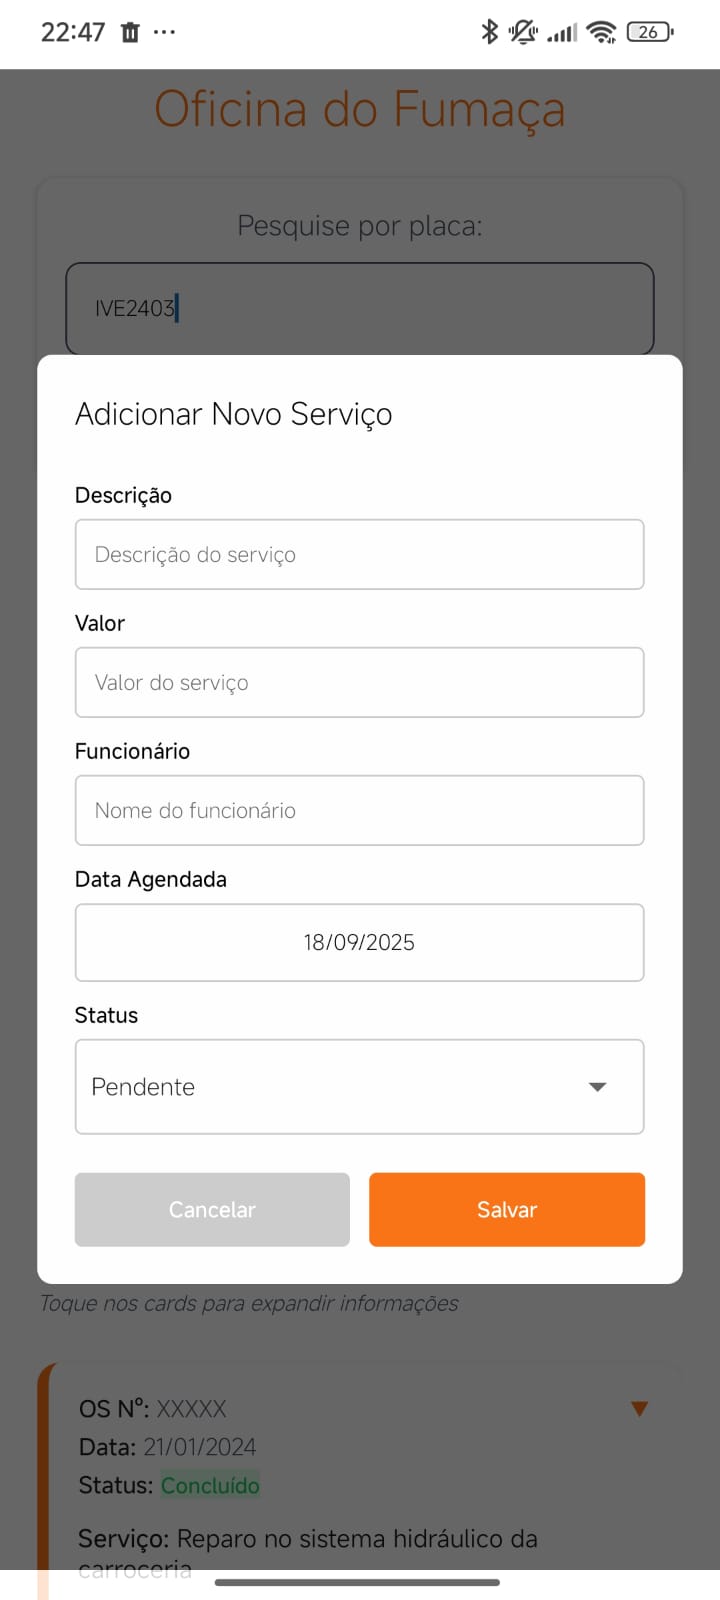 22:47
26
Oficina do Fumaça
Pesquise por placa:
IVE2403
Adicionar Novo Serviço
Descrição
Descrição do serviço
Valor
Valor do serviço
Funcionário
Nome do funcionário
Data Agendada
18/09/2025
Status
Pendente
Cancelar Salvar
Toque nos cards para expandir informações
OS Nº: XXXXX
Data: 21/01/2024
Status: Concluído
Serviço: Reparo no sistema hidráulico da
carroceria